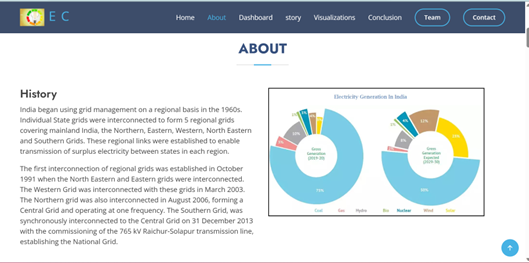 E C
Home About Dashboard story Visualizations Conclusion Team Contact
ABOUT
History
India began using grid management on a regional basis in the 1960s.
Individual State grids were interconnected to form 5 regional grids
covering mainland India, the Northern, Eastern, Western, North Eastern
and Southern Grids. These regional links were established to enable
transmission of surplus electricity between states in each region.
The first interconnection of regional grids was established in October
1991 when the North Eastern and Eastern grids were interconnected.
The Western Grid was interconnected with these grids in March 2003.
The Northern grid was also interconnected in August 2006, forming a
Central Grid and operating at one frequency. The Southern Grid, was
synchronously interconnected to the Central Grid on 31 December 2013
with the commissioning of the 765 kV Raichur-Solapur transmission line,
establishing the National Grid.
Electricity Generation In India
Gross
Generation
(2019-20)
Gross
Generation
Expected
Coal Gas Hydro Bio Nuclear Wind Solar